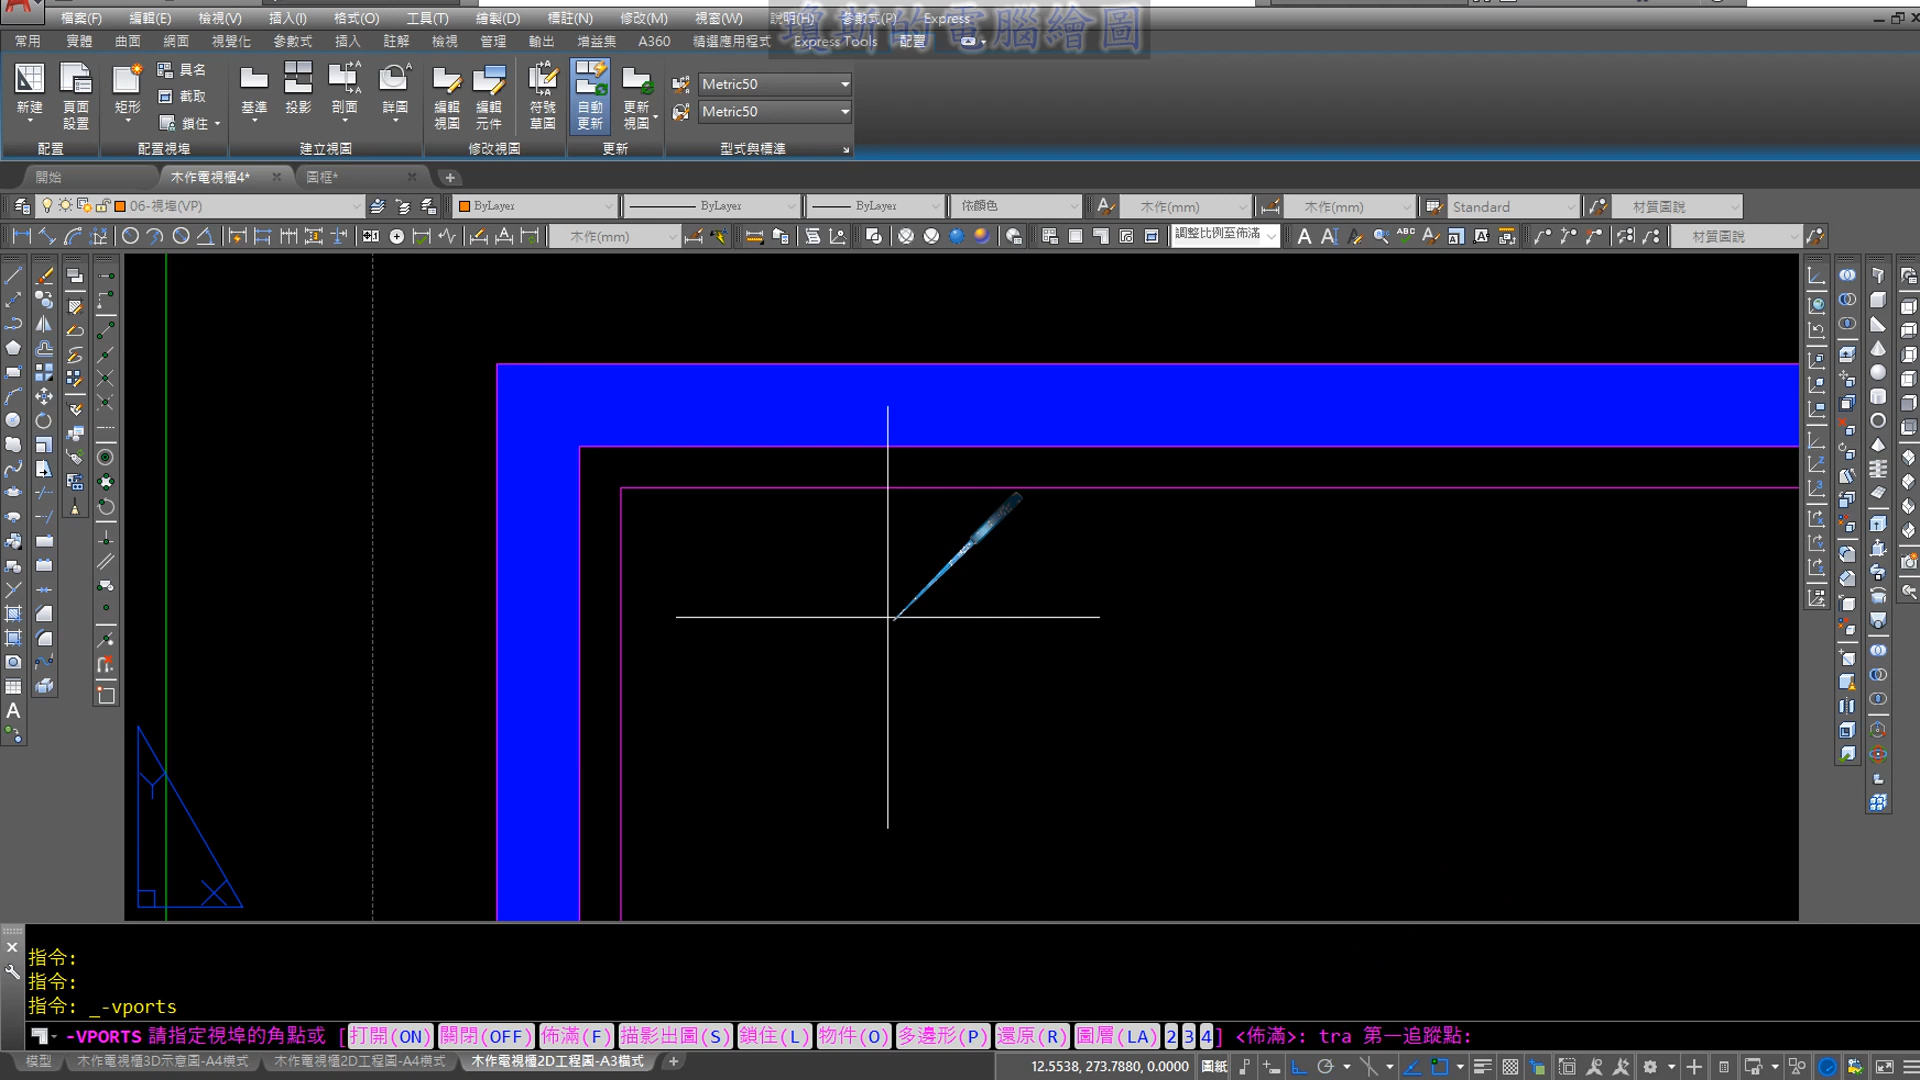 檔案(F) 編輯(E) 檢視(V) 插入(I) 格式(O) 工具(T) 繪製(D) 標註(N) 修改(M) 視窗(W) 說明(H) 參數式(P) Express
瓊斯的電腦繪圖
常用 實體 曲面 網面 視覺化 參數式 插入 註解 檢視 管理 輸出 增益集 A360 精選應用程式 Express Tools 配置
新建 頁面設置 矩形 具名 截取 鎖住 基準 投影 剖面 詳圖 編輯視圖 編輯元件 符號草圖 自動更新 更新視圖 Metric50
Metric50
配置 配置視埠 建立視圖 修改視圖 更新 型式與標準
開始 木作電視櫃4* 圖框*
06-視埠(VP) ByLayer ByLayer ByLayer 依顏色 木作(mm) 木作(mm) Standard 材質圖說
木作(mm) 調整比例至佈滿 材質圖說
Y
X
指令:
指令:
指令: _-vports
-VPORTS 請指定視埠的角點或 [打開(ON) 關閉(OFF) 佈滿(F) 描影出圖(S) 鎖住(L) 物件(O) 多邊形(P) 還原(R) 圖層(LA) 2 3 4] <佈滿>: tra 第一追蹤點:
模型 木作電視櫃3D示意圖-A4橫式 木作電視櫃2D工程圖-A4橫式 木作電視櫃2D工程圖-A3橫式 +
12.5538, 273.7880, 0.0000 圖紙